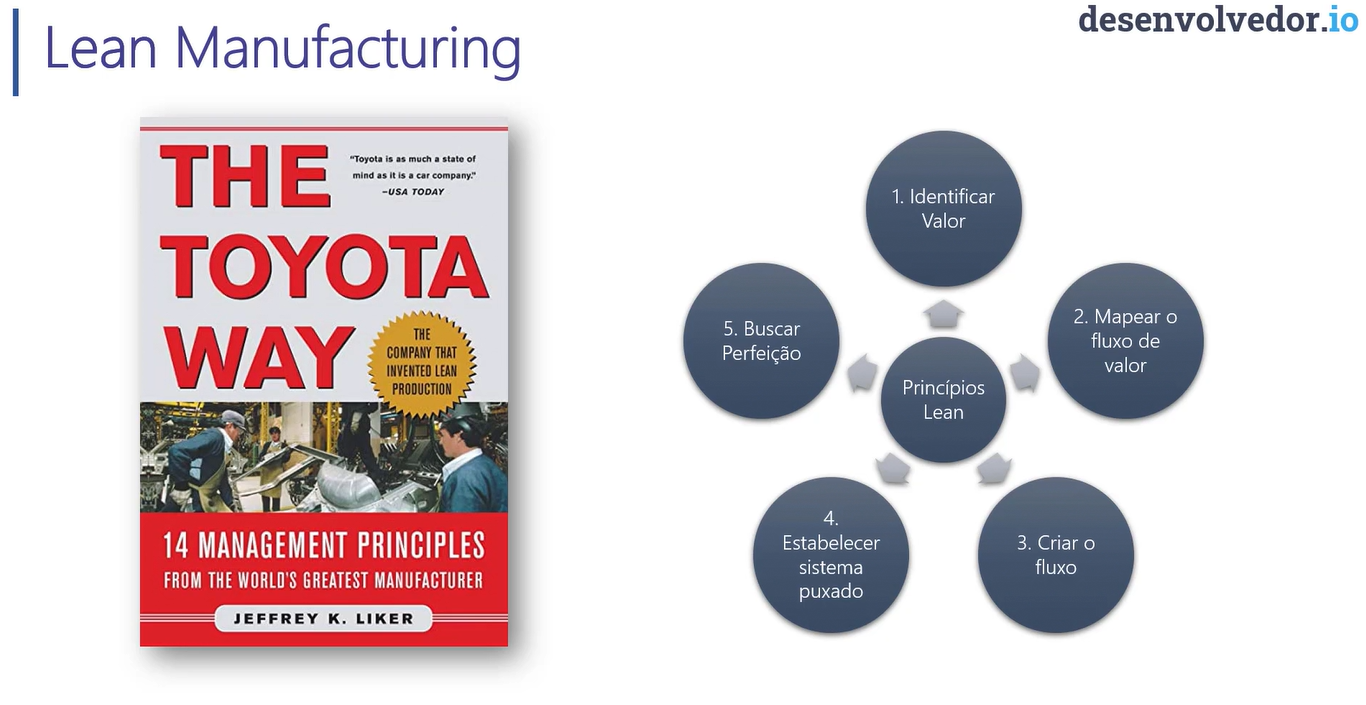 Lean Manufacturing
desenvolvedor.io
THE
TOYOTA
WAY
"Toyota is as much a state of
mind as it is a car company."
–USA TODAY
THE
COMPANY THAT
INVENTED LEAN
PRODUCTION
14 MANAGEMENT PRINCIPLES
FROM THE WORLD'S GREATEST MANUFACTURER
JEFFREY K. LIKER
Princípios
Lean
1. Identificar
Valor
2. Mapear o
fluxo de
valor
3. Criar o
fluxo
4.
Estabelecer
sistema
puxado
5. Buscar
Perfeição